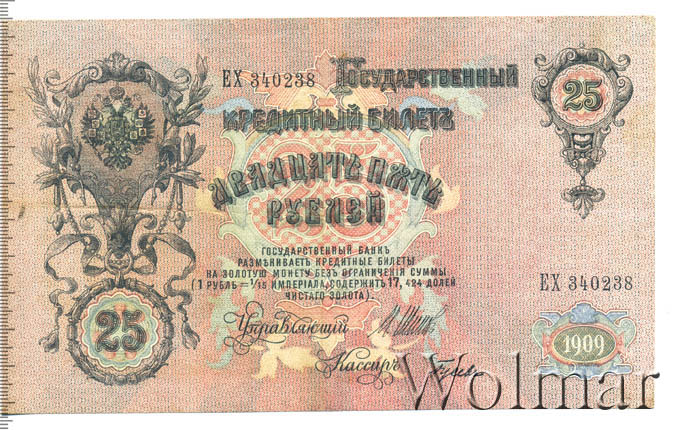 ЕХ 340238 Государственный
25
кредитный билетъ
25
двадцать пять
рублей
государственный банкъ
размѣниваетъ кредитные билеты
на золотую монету безъ ограниченія суммы
(1 рубль = 1/15 имперіала, содержитъ 17,424 долей
чистаго золота).
ЕХ 340238
25
Управляющій
1909
Кассиръ
Wolmar